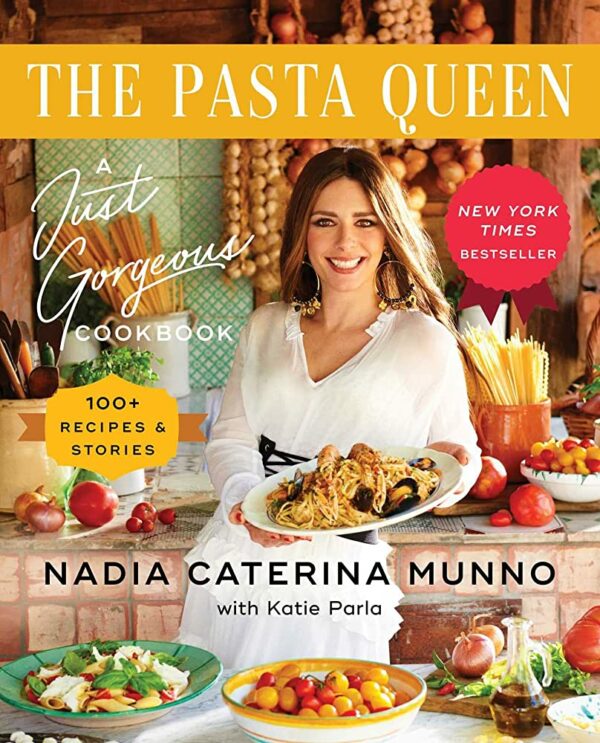 THE PASTA QUEEN
A
Just
Gorgeous
COOKBOOK
NEW YORK
TIMES
BESTSELLER
100+
RECIPES &
STORIES
NADIA CATERINA MUNNO
with Katie Parla